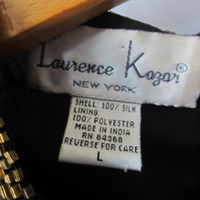 Laurence Kazar®
NEW YORK
SHELL: 100% SILK
LINING:
100% POLYESTER
MADE IN INDIA
RN 84368
REVERSE FOR CARE
L